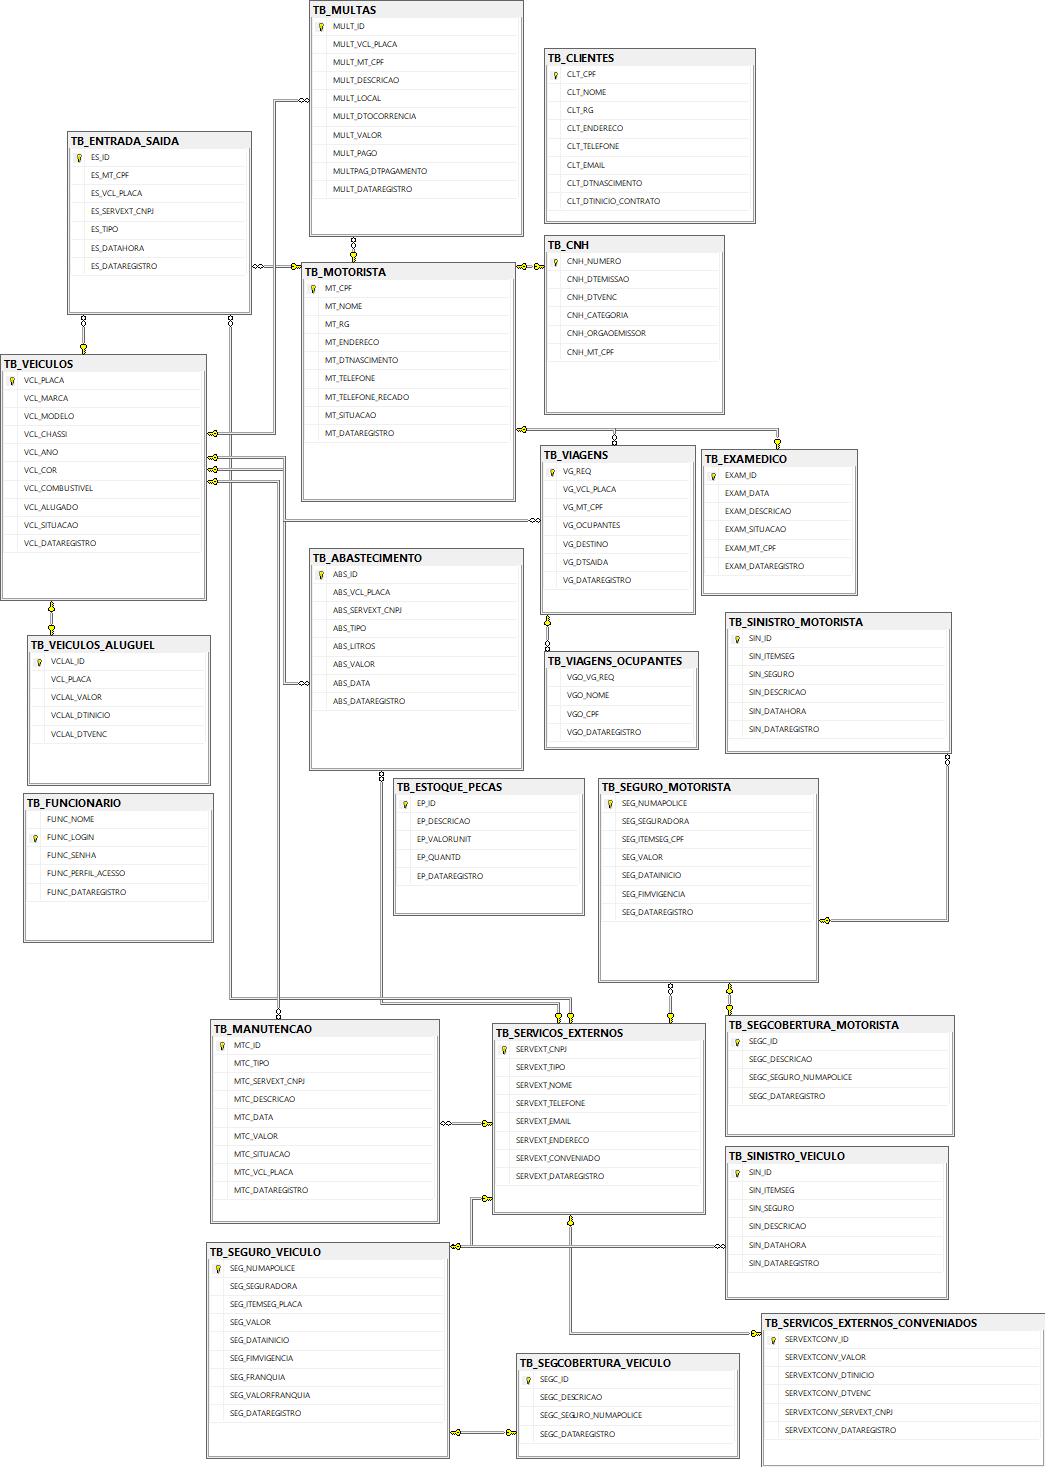 TB_MULTAS
MULT_ID
MULT_VCL_PLACA
MULT_MT_CPF
MULT_DESCRICAO
MULT_LOCAL
MULT_DTOCORRENCIA
MULT_VALOR
MULT_PAGO
MULTPAG_DTPAGAMENTO
MULT_DATAREGISTRO
TB_CLIENTES
CLT_CPF
CLT_NOME
CLT_RG
CLT_ENDERECO
CLT_TELEFONE
CLT_EMAIL
CLT_DTNASCIMENTO
CLT_DTINICIO_CONTRATO
TB_ENTRADA_SAIDA
ES_ID
ES_MT_CPF
ES_VCL_PLACA
ES_SERVEXT_CNPJ
ES_TIPO
ES_DATAHORA
ES_DATAREGISTRO
TB_MOTORISTA
MT_CPF
MT_NOME
MT_RG
MT_ENDERECO
MT_DTNASCIMENTO
MT_TELEFONE
MT_TELEFONE_RECADO
MT_SITUACAO
MT_DATAREGISTRO
TB_CNH
CNH_NUMERO
CNH_DTEMISSAO
CNH_DTVENC
CNH_CATEGORIA
CNH_ORGAOEMISSOR
CNH_MT_CPF
TB_VEICULOS
VCL_PLACA
VCL_MARCA
VCL_MODELO
VCL_CHASSI
VCL_ANO
VCL_COR
VCL_COMBUSTIVEL
VCL_ALUGADO
VCL_SITUACAO
VCL_DATAREGISTRO
TB_VIAGENS
VG_REQ
VG_VCL_PLACA
VG_MT_CPF
VG_OCUPANTES
VG_DESTINO
VG_DTSAIDA
VG_DATAREGISTRO
TB_EXAMEDICO
EXAM_ID
EXAM_DATA
EXAM_DESCRICAO
EXAM_SITUACAO
EXAM_MT_CPF
EXAM_DATAREGISTRO
TB_ABASTECIMENTO
ABS_ID
ABS_VCL_PLACA
ABS_SERVEXT_CNPJ
ABS_TIPO
ABS_LITROS
ABS_VALOR
ABS_DATA
ABS_DATAREGISTRO
TB_VEICULOS_ALUGUEL
VCLAL_ID
VCL_PLACA
VCLAL_VALOR
VCLAL_DTINICIO
VCLAL_DTVENC
TB_VIAGENS_OCUPANTES
VGO_VG_REQ
VGO_NOME
VGO_CPF
VGO_DATAREGISTRO
TB_SINISTRO_MOTORISTA
SIN_ID
SIN_ITEMSEG
SIN_SEGURO
SIN_DESCRICAO
SIN_DATAHORA
SIN_DATAREGISTRO
TB_FUNCIONARIO
FUNC_NOME
FUNC_LOGIN
FUNC_SENHA
FUNC_PERFIL_ACESSO
FUNC_DATAREGISTRO
TB_ESTOQUE_PECAS
EP_ID
EP_DESCRICAO
EP_VALORUNIT
EP_QUANTD
EP_DATAREGISTRO
TB_SEGURO_MOTORISTA
SEG_NUMAPOLICE
SEG_SEGURADORA
SEG_ITEMSEG_CPF
SEG_VALOR
SEG_DATAINICIO
SEG_FIMVIGENCIA
SEG_DATAREGISTRO
TB_MANUTENCAO
MTC_ID
MTC_TIPO
MTC_SERVEXT_CNPJ
MTC_DESCRICAO
MTC_DATA
MTC_VALOR
MTC_SITUACAO
MTC_VCL_PLACA
MTC_DATAREGISTRO
TB_SERVICOS_EXTERNOS
SERVEXT_CNPJ
SERVEXT_TIPO
SERVEXT_NOME
SERVEXT_TELEFONE
SERVEXT_EMAIL
SERVEXT_ENDERECO
SERVEXT_CONVENIADO
SERVEXT_DATAREGISTRO
TB_SEGCOBERTURA_MOTORISTA
SEGC_ID
SEGC_DESCRICAO
SEGC_SEGURO_NUMAPOLICE
SEGC_DATAREGISTRO
TB_SINISTRO_VEICULO
SIN_ID
SIN_ITEMSEG
SIN_SEGURO
SIN_DESCRICAO
SIN_DATAHORA
SIN_DATAREGISTRO
TB_SEGURO_VEICULO
SEG_NUMAPOLICE
SEG_SEGURADORA
SEG_ITEMSEG_PLACA
SEG_VALOR
SEG_DATAINICIO
SEG_FIMVIGENCIA
SEG_FRANQUIA
SEG_VALORFRANQUIA
SEG_DATAREGISTRO
TB_SEGCOBERTURA_VEICULO
SEGC_ID
SEGC_DESCRICAO
SEGC_SEGURO_NUMAPOLICE
SEGC_DATAREGISTRO
TB_SERVICOS_EXTERNOS_CONVENIADOS
SERVEXTCONV_ID
SERVEXTCONV_VALOR
SERVEXTCONV_DTINICIO
SERVEXTCONV_DTVENC
SERVEXTCONV_SERVEXT_CNPJ
SERVEXTCONV_DATAREGISTRO